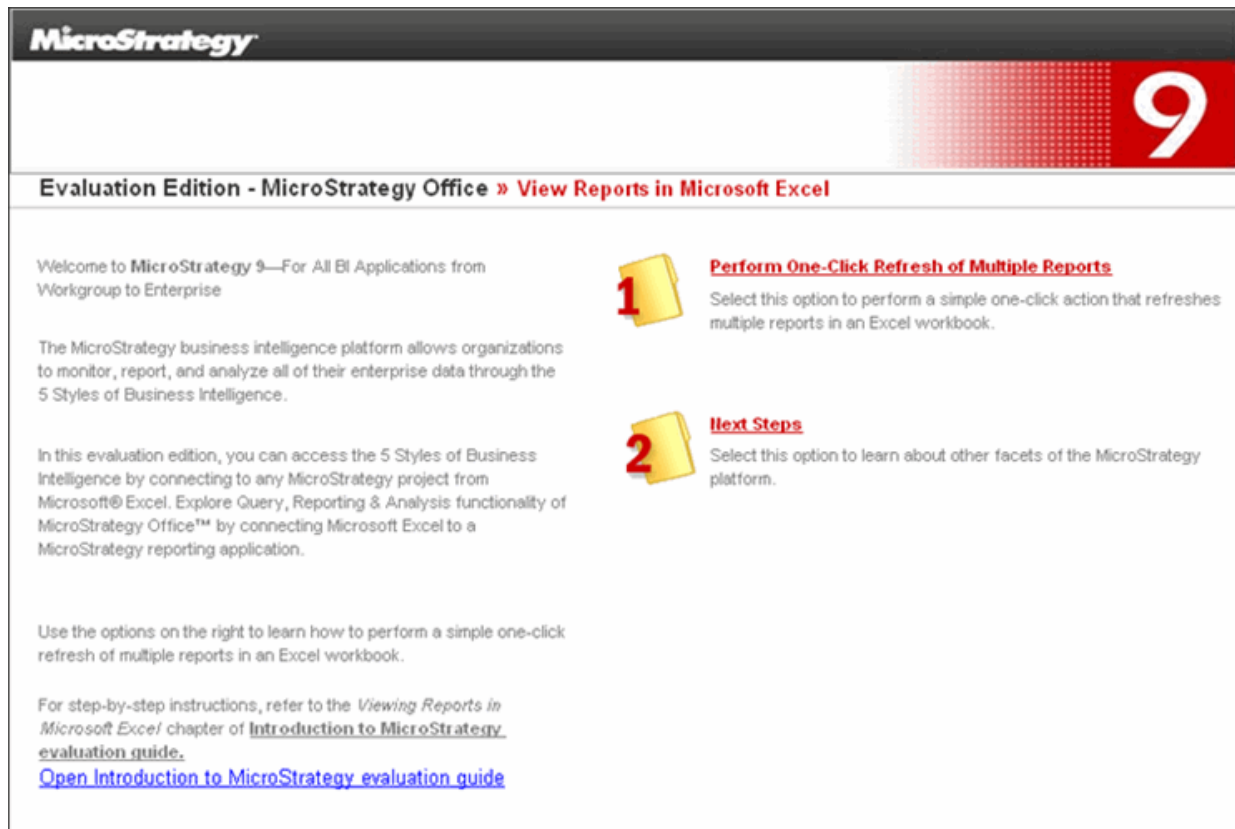 MicroStrategy
9
Evaluation Edition - MicroStrategy Office » View Reports in Microsoft Excel
Welcome to MicroStrategy 9—For All BI Applications from
Workgroup to Enterprise
The MicroStrategy business intelligence platform allows organizations
to monitor, report, and analyze all of their enterprise data through the
5 Styles of Business Intelligence.
In this evaluation edition, you can access the 5 Styles of Business
Intelligence by connecting to any MicroStrategy project from
Microsoft® Excel. Explore Query, Reporting & Analysis functionality of
MicroStrategy Office™ by connecting Microsoft Excel to a
MicroStrategy reporting application.
Use the options on the right to learn how to perform a simple one-click
refresh of multiple reports in an Excel workbook.
For step-by-step instructions, refer to the Viewing Reports in
Microsoft Excel chapter of Introduction to MicroStrategy
evaluation guide.
Open Introduction to MicroStrategy evaluation guide
1
Perform One-Click Refresh of Multiple Reports
Select this option to perform a simple one-click action that refreshes
multiple reports in an Excel workbook.
2
Next Steps
Select this option to learn about other facets of the MicroStrategy
platform.